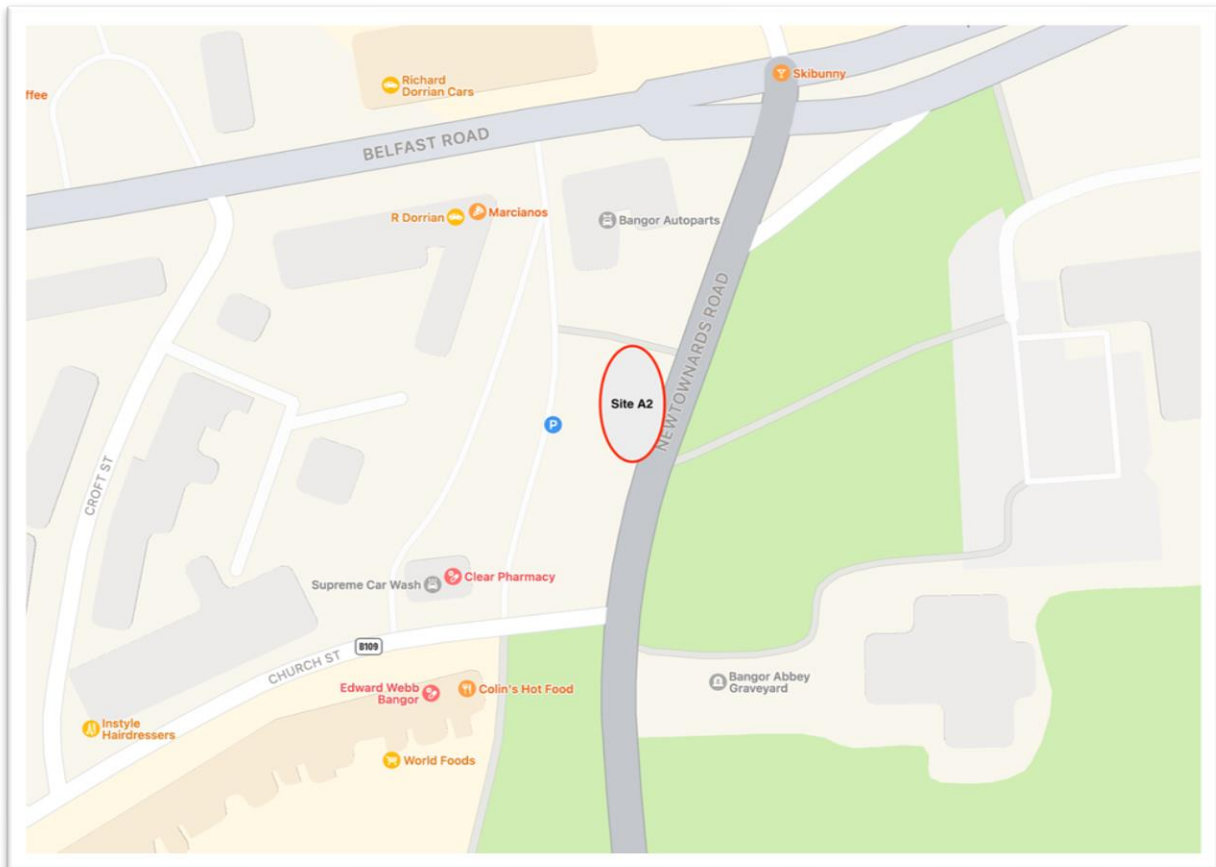 Richard
Dorrian Cars
Skibunny
ffee
BELFAST ROAD
R Dorrian
Marcianos
Bangor Autoparts
NEWTOWNARDS ROAD
Site A2
P
CROFT ST
Supreme Car Wash
Clear Pharmacy
B109
CHURCH ST
Edward Webb
Bangor
Colin's Hot Food
Bangor Abbey
Graveyard
Instyle
Hairdressers
World Foods